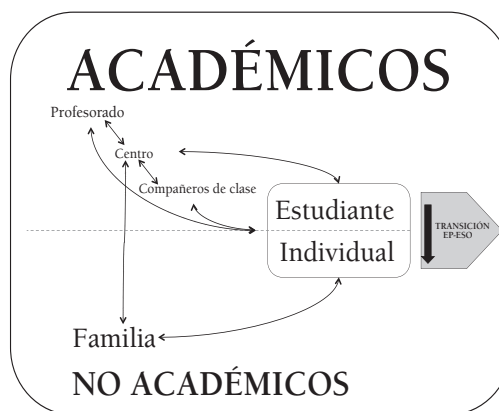 ACADÉMICOS
Profesorado
Centro
Compañeros de clase
Estudiante
Individual
TRANSICIÓN
EP-ESO
Familia
NO ACADÉMICOS